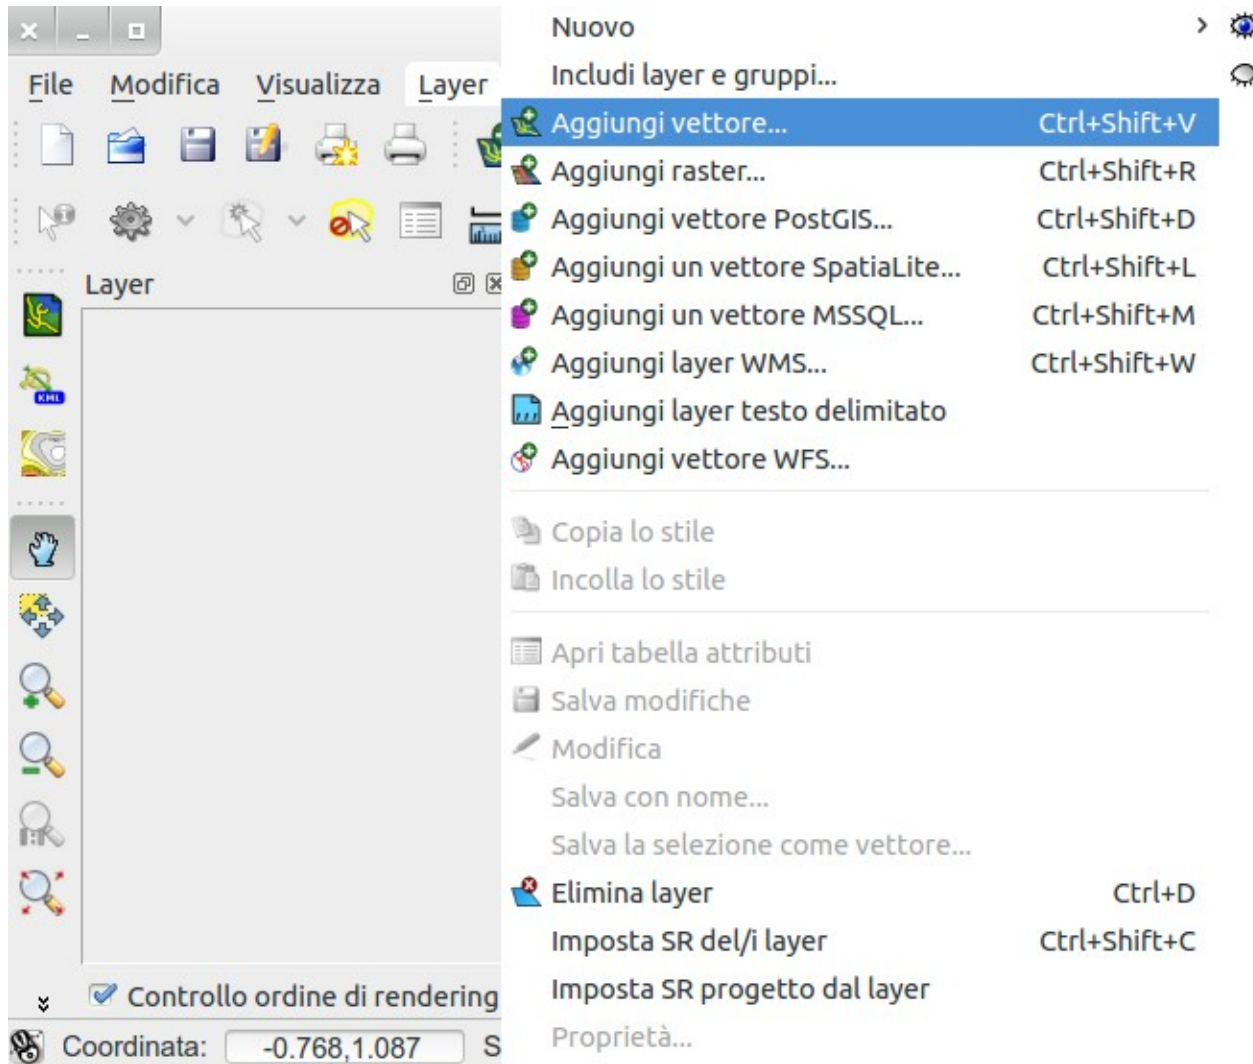 File Modifica Visualizza Layer
Layer
KML
Controllo ordine di rendering
Coordinata: -0.768,1.087 S
Nuovo
Includi layer e gruppi...
Aggiungi vettore... Ctrl+Shift+V
Aggiungi raster... Ctrl+Shift+R
Aggiungi vettore PostGIS... Ctrl+Shift+D
Aggiungi un vettore SpatiaLite... Ctrl+Shift+L
Aggiungi un vettore MSSQL... Ctrl+Shift+M
Aggiungi layer WMS... Ctrl+Shift+W
Aggiungi layer testo delimitato
Aggiungi vettore WFS...
Copia lo stile
Incolla lo stile
Apri tabella attributi
Salva modifiche
Modifica
Salva con nome...
Salva la selezione come vettore...
Elimina layer Ctrl+D
Imposta SR del/i layer Ctrl+Shift+C
Imposta SR progetto dal layer
Proprietà...